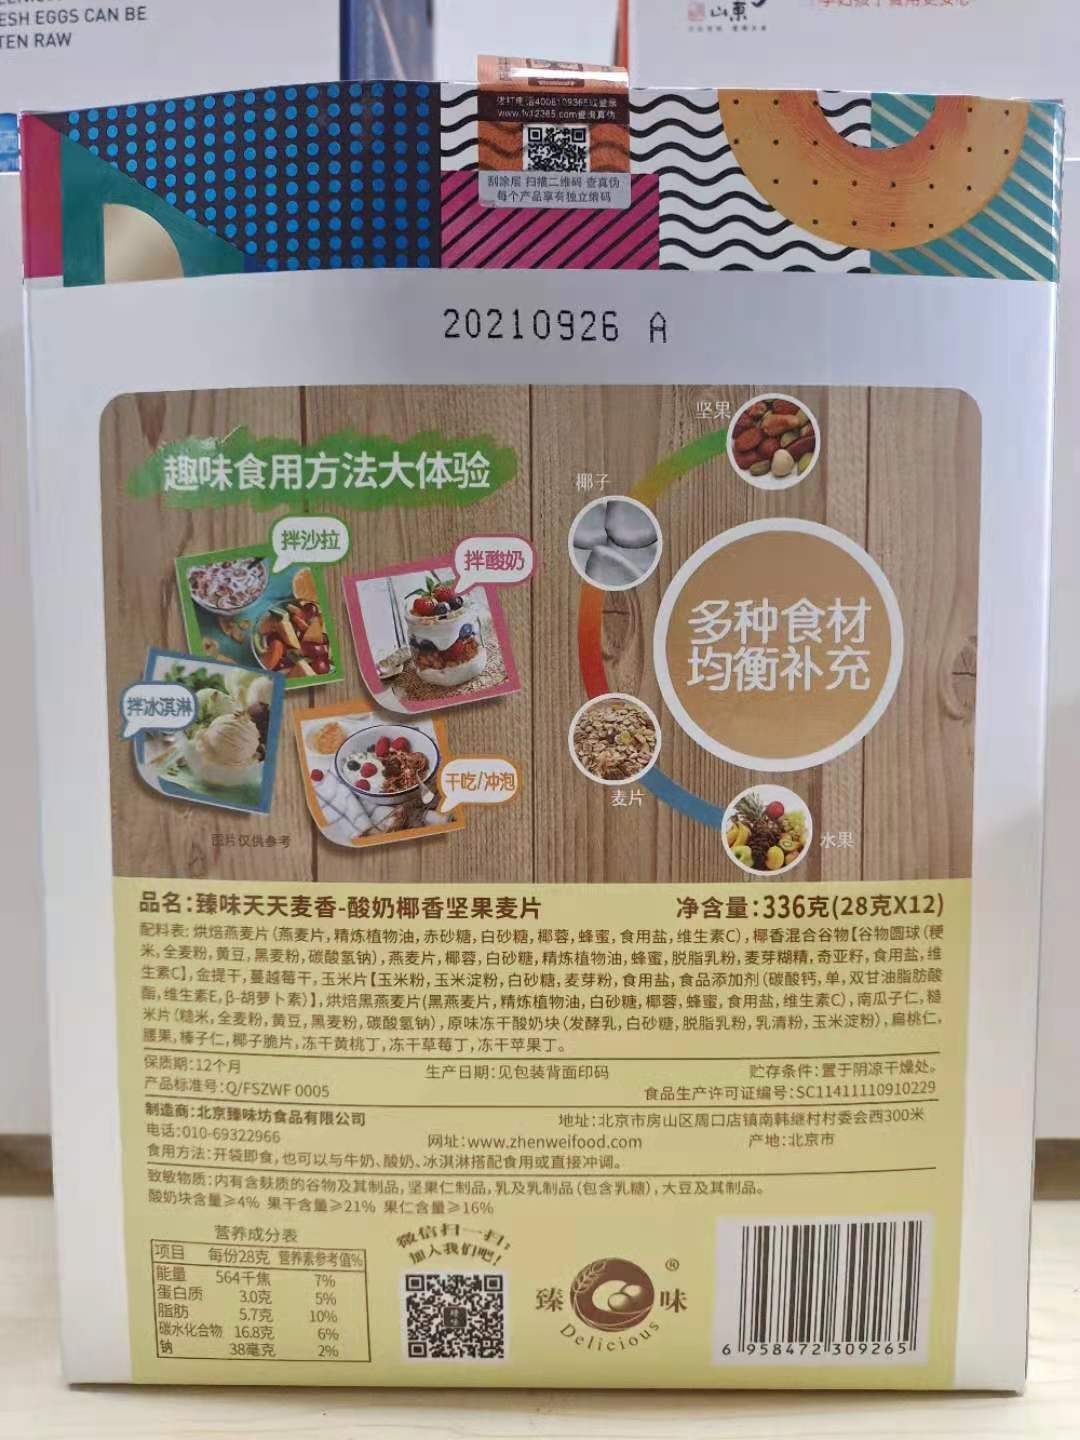 ESH EGGS CAN BE
TEN RAW
山東
拨打电话4006109365或登录
www.fv12365.com查询真伪
刮涂层 扫描二维码 查真伪
每个产品享有独立编码
20210926 A
趣味食用方法大体验
拌沙拉
拌酸奶
拌冰淇淋
干吃/冲泡
图片仅供参考
坚果
椰子
多种食材
均衡补充
麦片
水果
品名:臻味天天麦香-酸奶椰香坚果麦片
净含量:336克(28克X12)
配料表: 烘焙燕麦片(燕麦片,精炼植物油,赤砂糖,白砂糖,椰蓉,蜂蜜,食用盐,维生素C),椰香混合谷物【谷物圆球(粳
米,全麦粉,黄豆,黑麦粉,碳酸氢钠),燕麦片,椰蓉,白砂糖,精炼植物油,蜂蜜,脱脂乳粉,麦芽糊精,奇亚籽,食用盐,维
生素C】,金提干,蔓越莓干,玉米片【玉米粉,玉米淀粉,白砂糖,麦芽粉,食用盐,食品添加剂(碳酸钙,单,双甘油脂肪酸
酯,维生素E,β-胡萝卜素)】,烘焙黑燕麦片(黑燕麦片,精炼植物油,白砂糖,椰蓉,蜂蜜,食用盐,维生素C),南瓜子仁,糙
米片(糙米,全麦粉,黄豆,黑麦粉,碳酸氢钠),原味冻干酸奶块(发酵乳,白砂糖,脱脂乳粉,乳清粉,玉米淀粉),扁桃仁,
腰果,榛子仁,椰子脆片,冻干黄桃丁,冻干草莓丁,冻干苹果丁。
保质期:12个月
生产日期:见包装背面印码
贮存条件:置于阴凉干燥处。
产品标准号:Q/FSZWF 0005
食品生产许可证编号:SC11411110910229
制造商:北京臻味坊食品有限公司
地址:北京市房山区周口店镇南韩继村村委会西300米
电话:010-69322966
网址:www.zhenweifood.com
产地:北京市
食用方法:开袋即食,也可以与牛奶、酸奶、冰淇淋搭配食用或直接冲调。
致敏物质:内有含麸质的谷物及其制品,坚果仁制品,乳及乳制品(包含乳糖),大豆及其制品。
酸奶块含量≥4% 果干含量≥21% 果仁含量≥16%
营养成分表
项目 每份28克 营养素参考值%
能量 564千焦 7%
蛋白质 3.0克 5%
脂肪 5.7克 10%
碳水化合物 16.8克 6%
钠 38毫克 2%
微信扫一扫;
加入我们吧!
臻味®
Delicious
6 958472 309265